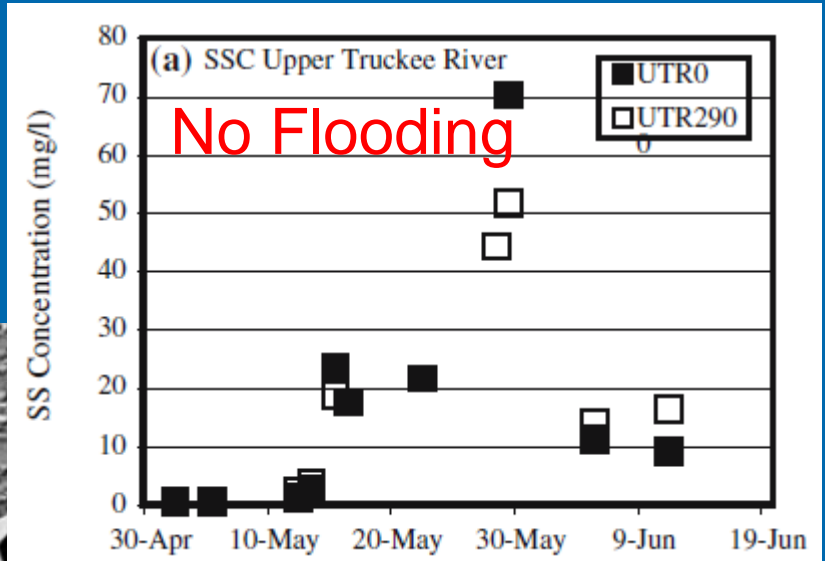 80
(a) SSC Upper Truckee River
UTR0
70
No Flooding
UTR290
0
60
50
40
30
20
10
0
SS Concentration (mg/l)
30-Apr 10-May 20-May 30-May 9-Jun 19-Jun